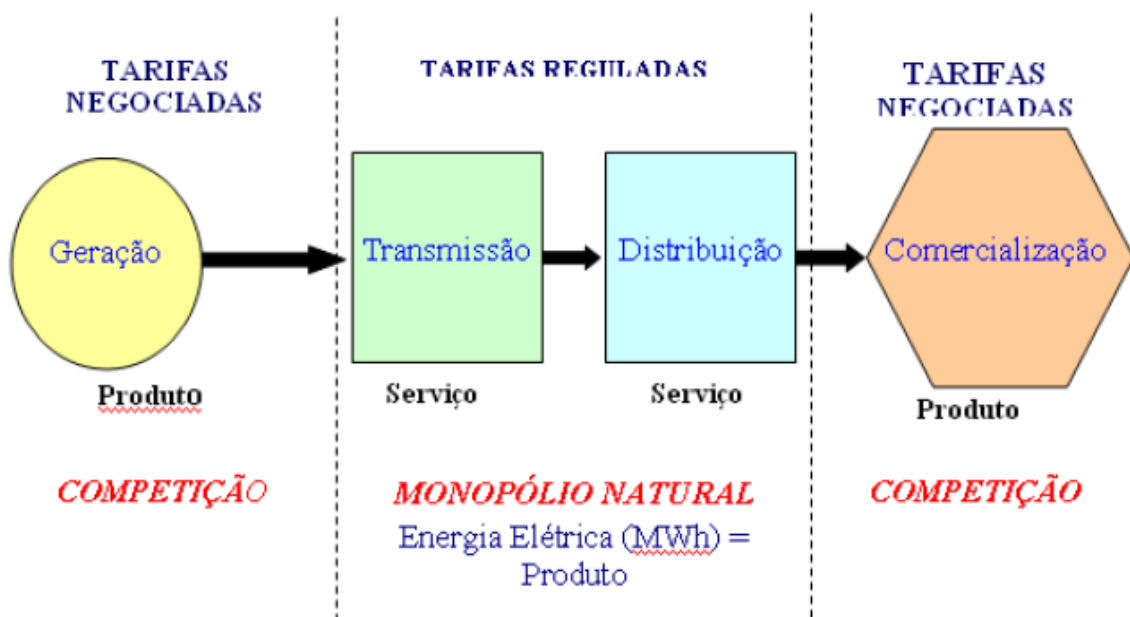 TARIFAS
NEGOCIADAS
TARIFAS REGULADAS
TARIFAS
NEGOCIADAS
Geração
Transmissão
Distribuição
Comercialização
Produto
Serviço
Serviço
Produto
COMPETIÇÃO
MONOPÓLIO NATURAL
COMPETIÇÃO
Energia Elétrica (MWh) =
Produto